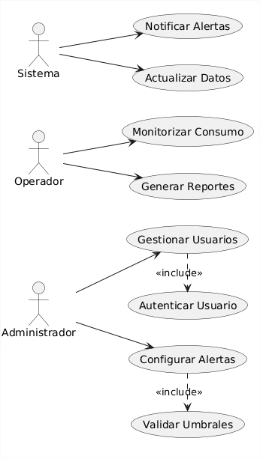 Notificar Alertas
Sistema
Actualizar Datos
Monitorizar Consumo
Operador
Generar Reportes
Gestionar Usuarios
«include»
Autenticar Usuario
Administrador
Configurar Alertas
«include»
Validar Umbrales